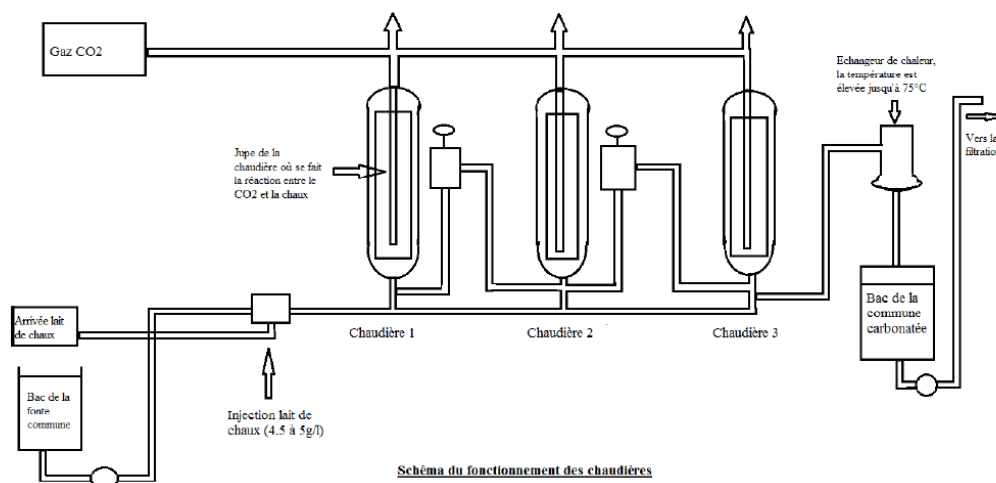 Gaz CO2
Echangeur de chaleur,
la température est
élevée jusqu'à 75°C
Vers la
filtration
Jupe de la
chaudière où se fait
la réaction entre le
CO2 et la chaux
Arrivée lait
de chaux
Chaudière 1
Chaudière 2
Chaudière 3
Bac de la
commune
carbonatée
Bac de la
fonte
commune
Injection lait de
chaux (4.5 à 5g/l)
Schéma du fonctionnement des chaudières